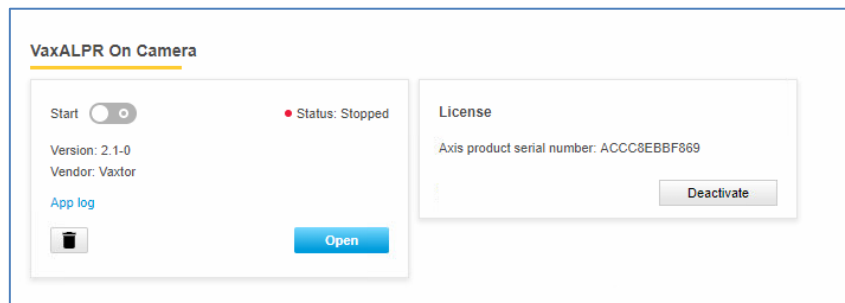 VaxALPR On Camera
Start
Status: Stopped
Version: 2.1-0
Vendor: Vaxtor
App log
Open
License
Axis product serial number: ACCC8EBBF869
Deactivate